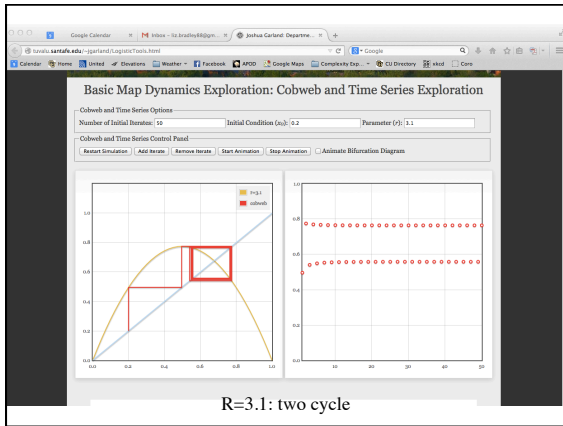 Google Calendar
Inbox – liz.bradley88@gm...
Joshua Garland: Departme...
tuvalu.santafe.edu/~jgarland/LogisticTools.html
Google
Calendar Home United Elevations Weather Facebook APOD Google Maps Complexity Exp... CU Directory xkcd Coro
Basic Map Dynamics Exploration: Cobweb and Time Series Exploration
Cobweb and Time Series Options
Number of Initial Iterates: 50 Initial Condition (x₀): 0.2 Parameter (r): 3.1
Cobweb and Time Series Control Panel
Restart Simulation Add Iterate Remove Iterate Start Animation Stop Animation Animate Bifurcation Diagram
r=3.1
cobweb
1.0
0.8
0.6
0.4
0.2
0.0
0.0 0.2 0.4 0.6 0.8 1.0
1.0
0.8
0.6
0.4
0.2
0.0
10 20 30 40 50
R=3.1: two cycle